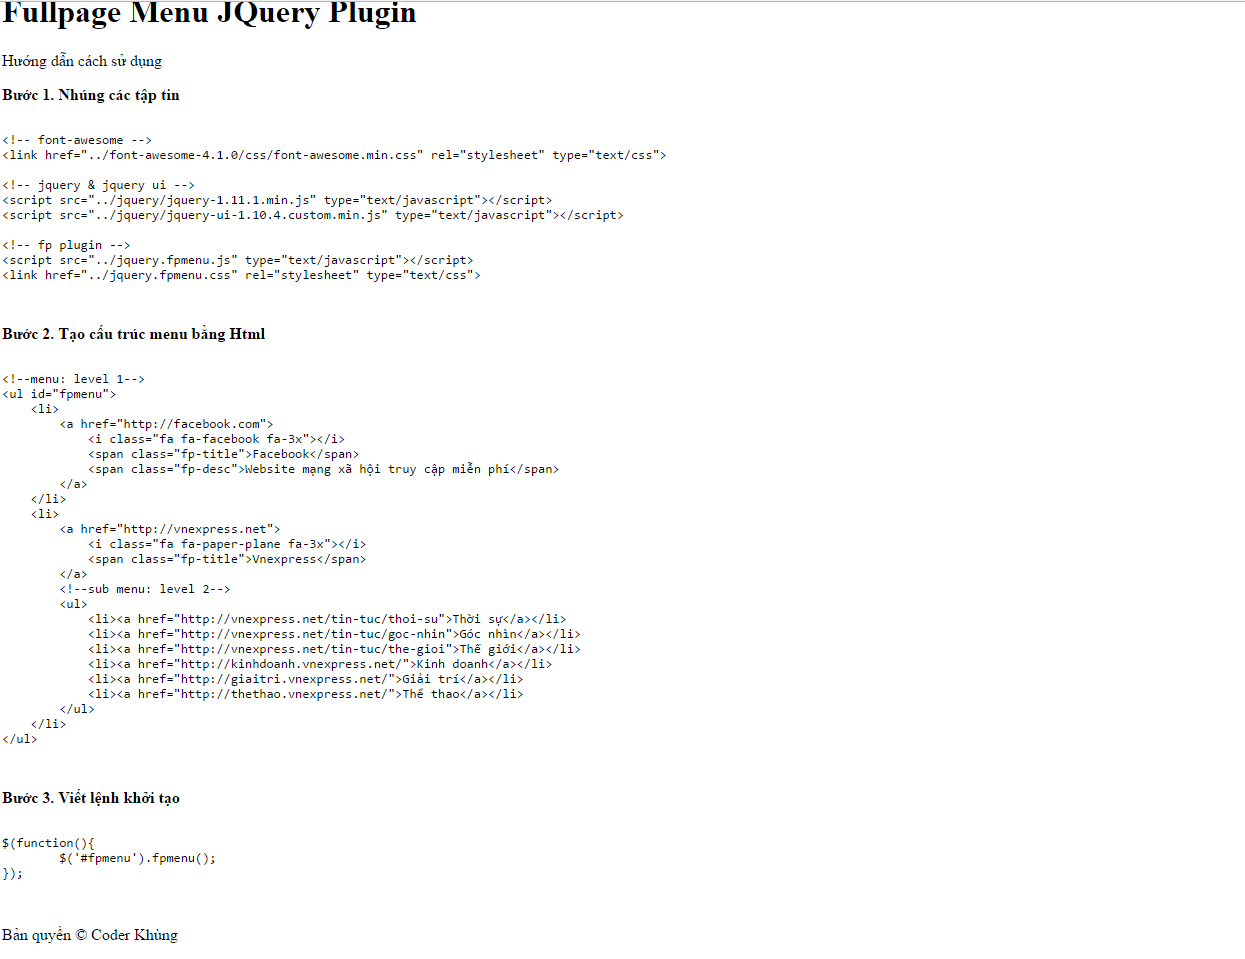 Fullpage Menu JQuery Plugin
Hướng dẫn cách sử dụng
Bước 1. Nhúng các tập tin
<!-- font-awesome -->
<link href="../font-awesome-4.1.0/css/font-awesome.min.css" rel="stylesheet" type="text/css">
<!-- jquery & jquery ui -->
<script src="../jquery/jquery-1.11.1.min.js" type="text/javascript"></script>
<script src="../jquery/jquery-ui-1.10.4.custom.min.js" type="text/javascript"></script>
<!-- fp plugin -->
<script src="../jquery.fpmenu.js" type="text/javascript"></script>
<link href="../jquery.fpmenu.css" rel="stylesheet" type="text/css">
Bước 2. Tạo cấu trúc menu bằng Html
<!--menu: level 1-->
<ul id="fpmenu">
    <li>
        <a href="http://facebook.com">
            <i class="fa fa-facebook fa-3x"></i>
            <span class="fp-title">Facebook</span>
            <span class="fp-desc">Website mạng xã hội truy cập miễn phí</span>
        </a>
    </li>
    <li>
        <a href="http://vnexpress.net">
            <i class="fa fa-paper-plane fa-3x"></i>
            <span class="fp-title">Vnexpress</span>
        </a>
        <!--sub menu: level 2-->
        <ul>
            <li><a href="http://vnexpress.net/tin-tuc/thoi-su">Thời sự</a></li>
            <li><a href="http://vnexpress.net/tin-tuc/goc-nhin">Góc nhìn</a></li>
            <li><a href="http://vnexpress.net/tin-tuc/the-gioi">Thế giới</a></li>
            <li><a href="http://kinhdoanh.vnexpress.net/">Kinh doanh</a></li>
            <li><a href="http://giaitri.vnexpress.net/">Giải trí</a></li>
            <li><a href="http://thethao.vnexpress.net/">Thể thao</a></li>
        </ul>
    </li>
</ul>
Bước 3. Viết lệnh khởi tạo
$(function(){
        $('#fpmenu').fpmenu();
});
Bản quyền © Coder Khùng